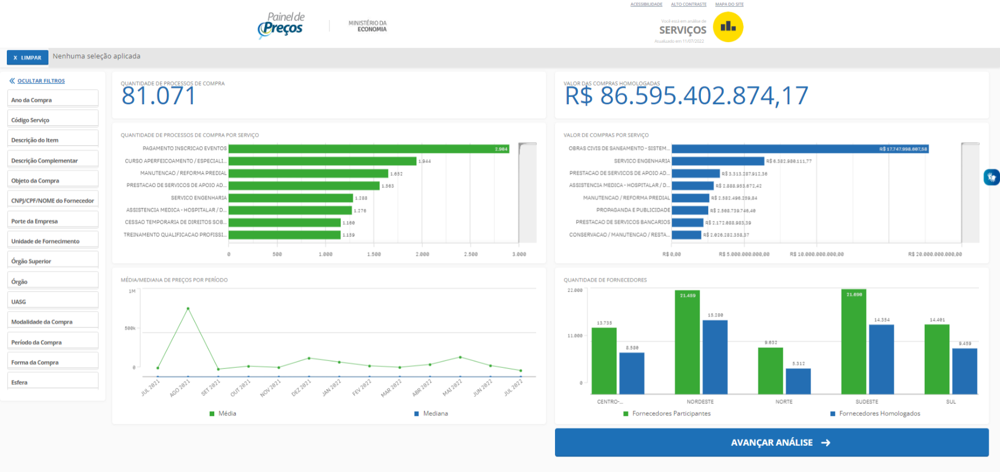 ACESSIBILIDADE ALTO CONTRASTE MAPA DO SITE
Painel de
Preços
MINISTÉRIO DA
ECONOMIA
Você está em análise de
SERVIÇOS
Atualizado em 11/07/2022
X LIMPAR Nenhuma seleção aplicada
OCULTAR FILTROS
Ano da Compra
Código Serviço
Descrição do Item
Descrição Complementar
Objeto da Compra
CNPJ/CPF/NOME do Fornecedor
Porte da Empresa
Unidade de Fornecimento
Órgão Superior
Órgão
UASG
Modalidade da Compra
Período da Compra
Forma da Compra
Esfera
QUANTIDADE DE PROCESSOS DE COMPRA
81.071
VALOR DAS COMPRAS HOMOLOGADAS
R$ 86.595.402.874,17
QUANTIDADE DE PROCESSOS DE COMPRA POR SERVIÇO
PAGAMENTO INSCRICAO EVENTOS 2.904
CURSO APERFEICOAMENTO / ESPECIALI... 1.944
MANUTENCAO / REFORMA PREDIAL 1.652
PRESTACAO DE SERVICOS DE APOIO AD... 1.563
SERVICO ENGENHARIA 1.288
ASSISTENCIA MEDICA - HOSPITALAR / D... 1.276
CESSAO TEMPORARIA DE DIREITOS SOB... 1.160
TREINAMENTO QUALIFICACAO PROFISSI... 1.159
0 500 1.000 1.500 2.000 2.500 3.000
VALOR DE COMPRAS POR SERVIÇO
OBRAS CIVIS DE SANEAMENTO - SISTEM... R$ 17.747.998.607,58
SERVICO ENGENHARIA R$ 6.382.980.111,77
PRESTACAO DE SERVICOS DE APOIO AD... R$ 3.313.287.912,36
ASSISTENCIA MEDICA - HOSPITALAR / D... R$ 2.888.953.672,42
MANUTENCAO / REFORMA PREDIAL R$ 2.582.496.259,84
PROPAGANDA E PUBLICIDADE R$ 2.508.739.746,40
PRESTACAO DE SERVICOS BANCARIOS R$ 2.172.088.983,39
CONSERVACAO / MANUTENCAO / RESTA... R$ 2.026.282.358,37
R$ 0,00 R$ 5.000.000.000,00 R$ 10.000.000.000,00 R$ 20.000.000.000,00
MÉDIA/MEDIANA DE PREÇOS POR PERÍODO
1M
500k
0
JUL 2021 AGO 2021 SET 2021 OUT 2021 NOV 2021 DEZ 2021 JAN 2022 FEV 2022 MAR 2022 ABR 2022 MAI 2022 JUN 2022 JUL 2022
Média Mediana
QUANTIDADE DE FORNECEDORES
22.000
11.000
0
13.735 8.580 21.459 15.280 9.632 5.312 21.690 14.354 14.401 9.459
CENTRO-... NORDESTE NORTE SUDESTE SUL
Fornecedores Participantes Fornecedores Homologados
AVANÇAR ANÁLISE